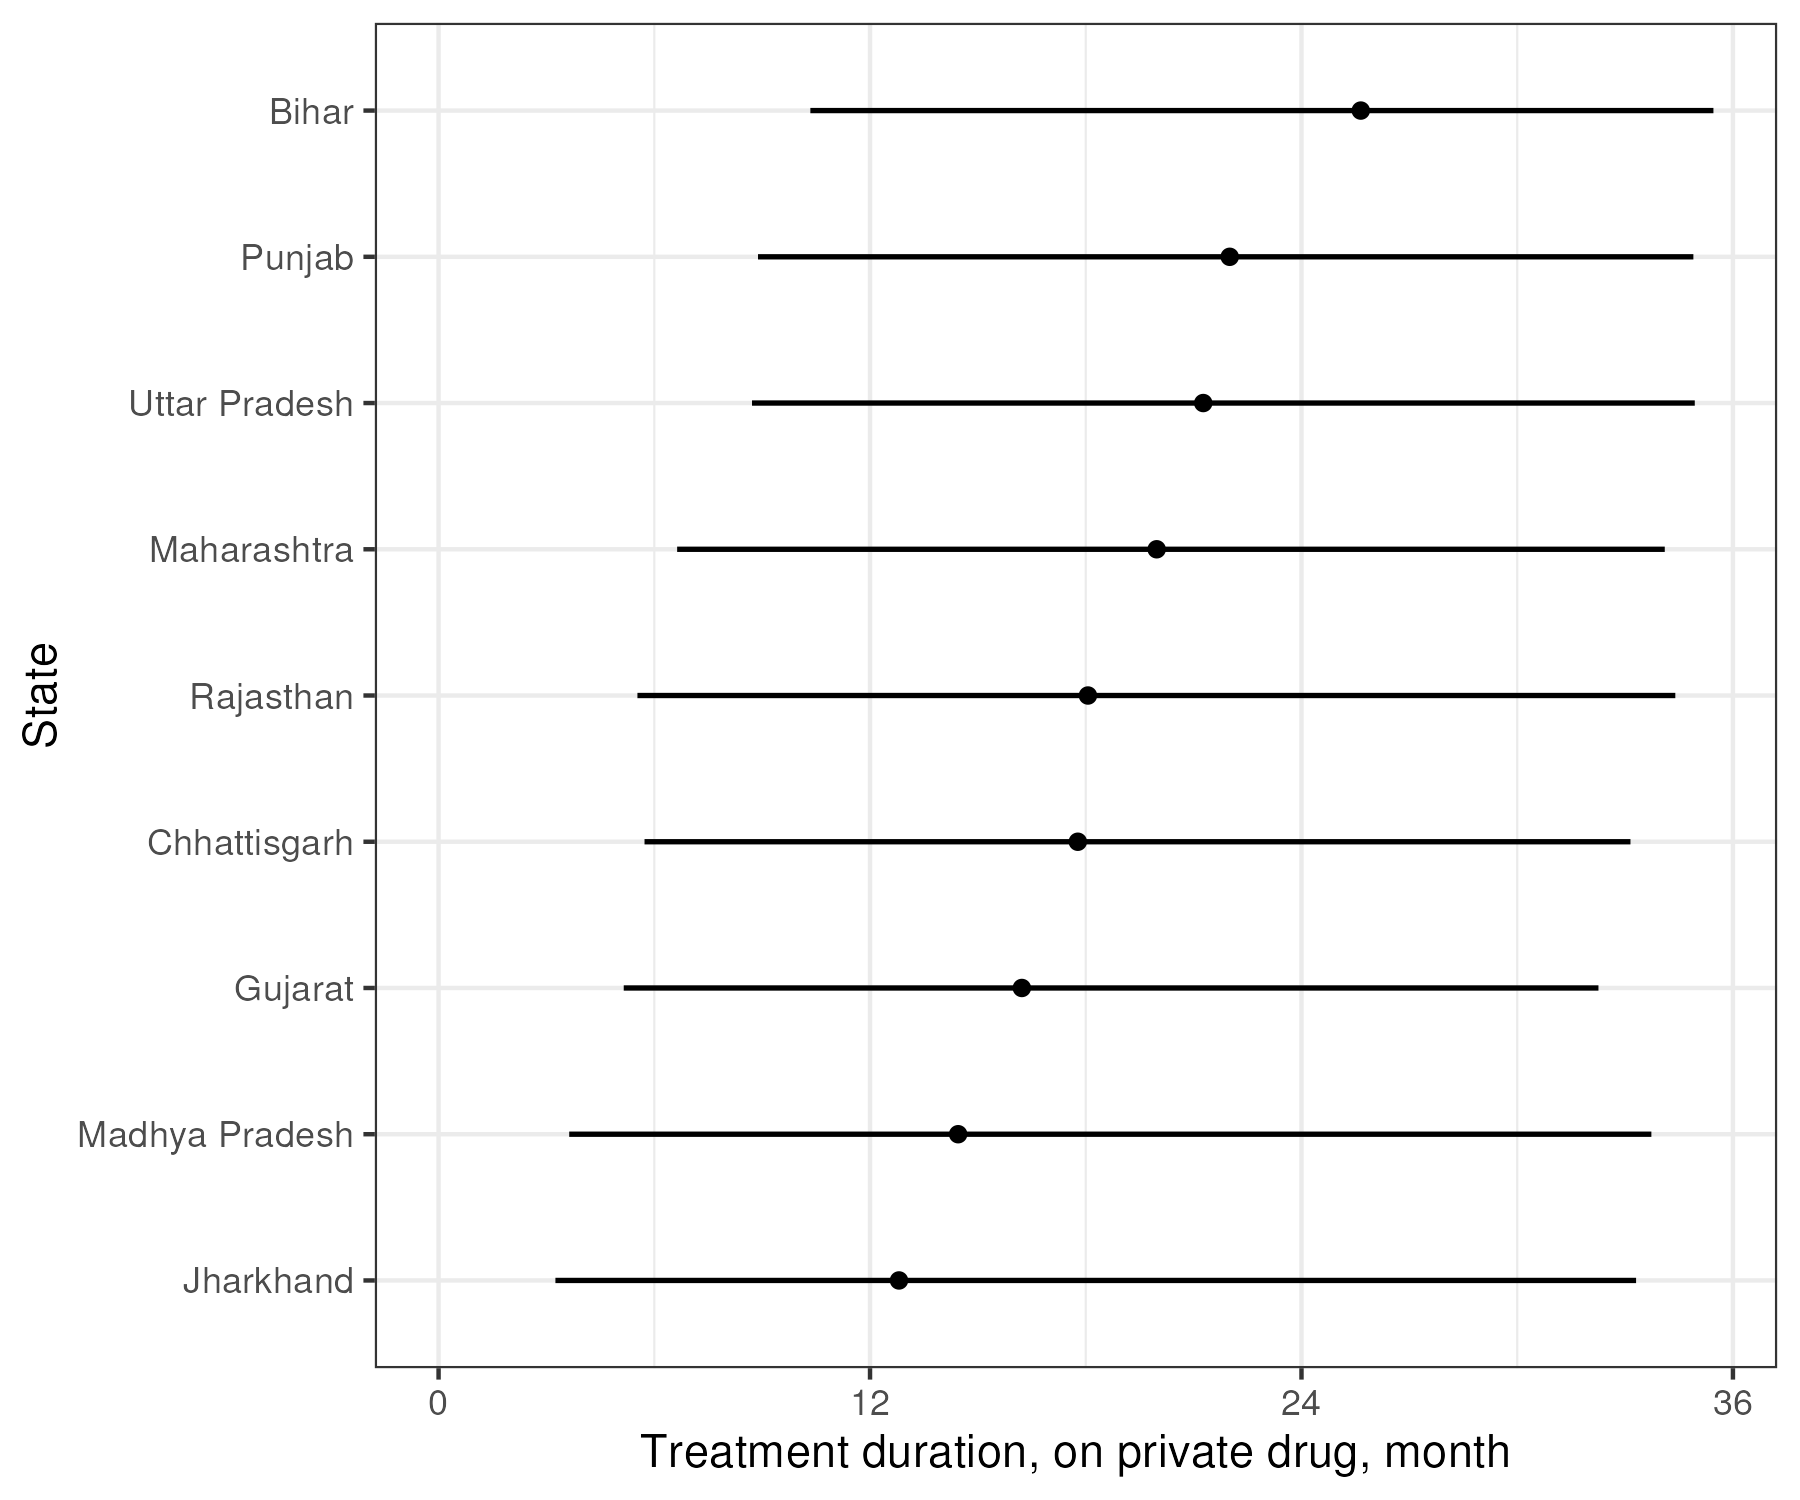 Bihar
Punjab
Uttar Pradesh
Maharashtra
Rajasthan
Chhattisgarh
Gujarat
Madhya Pradesh
Jharkhand
State
0 12 24 36
Treatment duration, on private drug, month